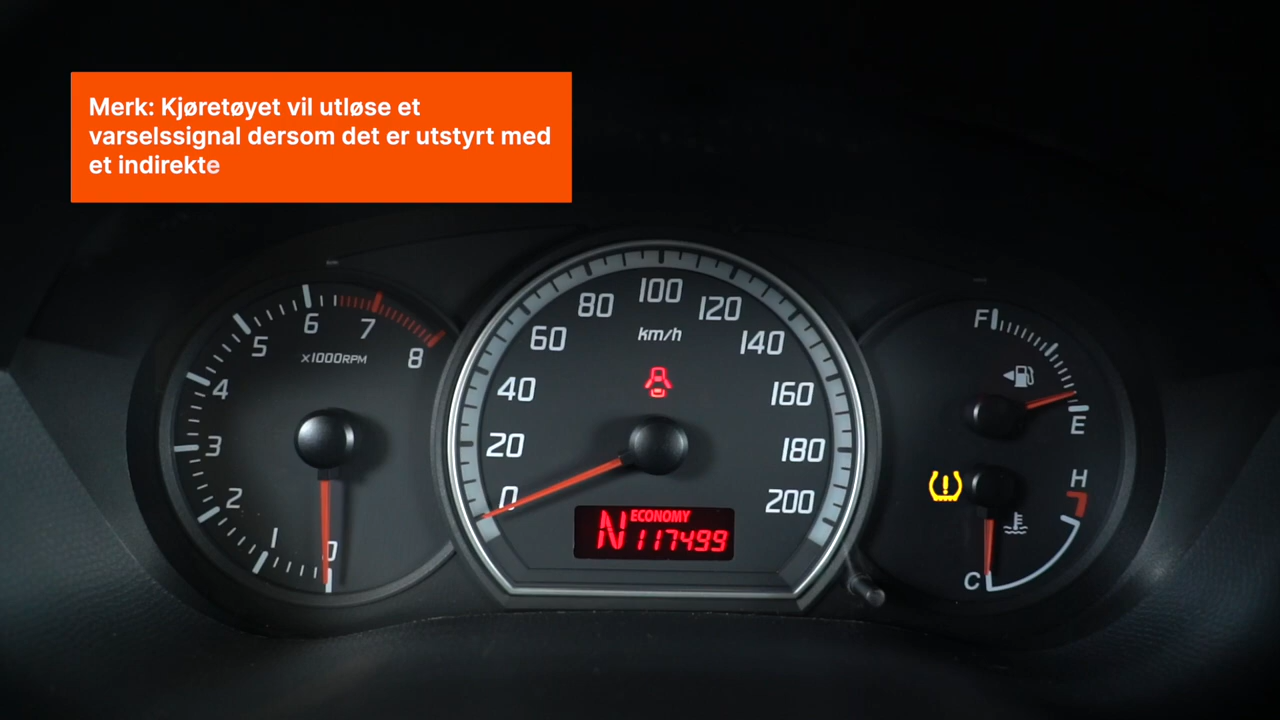 Merk: Kjøretøyet vil utløse et
varselssignal dersom det er utstyrt med
et indirekte
0
1
2
3
4
5
6
7
8
x1000RPM
0
20
40
60
80
100
120
140
160
180
200
km/h
ECONOMY
N 117499
F
E
H
C